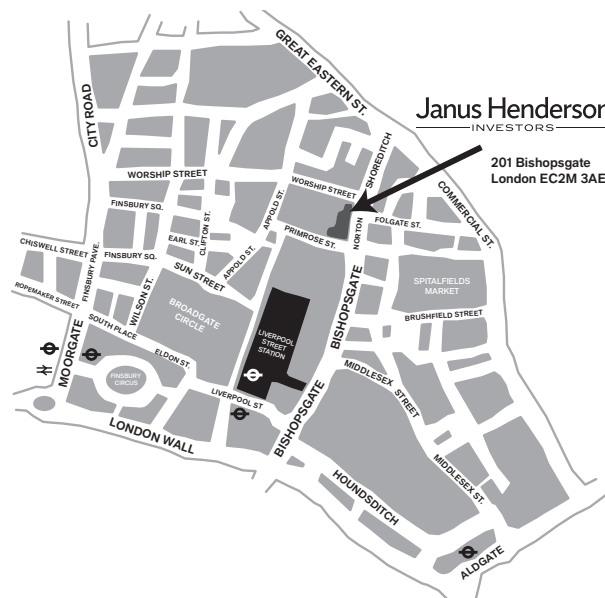 GREAT EASTERN ST.
CITY ROAD
Janus Henderson
INVESTORS
201 Bishopsgate
London EC2M 3AE
SHOREDITCH
WORSHIP STREET
WORSHIP STREET
COMMERCIAL ST.
FINSBURY SQ.
APPOLD ST.
CLIFTON ST.
NORTON
FOLGATE ST.
PRIMROSE ST.
EARL ST.
CHISWELL STREET
FINSBURY PAVE.
FINSBURY SQ.
SUN STREET
APPOLD ST.
SPITALFIELDS
MARKET
ROPEMAKER STREET
WILSON ST.
BROADGATE
CIRCLE
BISHOPSGATE
BRUSHFIELD STREET
SOUTH PLACE
LIVERPOOL
STREET
STATION
MOORGATE
ELDON ST.
FINSBURY
CIRCUS
MIDDLESEX STREET
LIVERPOOL ST
BISHOPSGATE
LONDON WALL
MIDDLESEX ST.
HOUNDSDITCH
ALDGATE